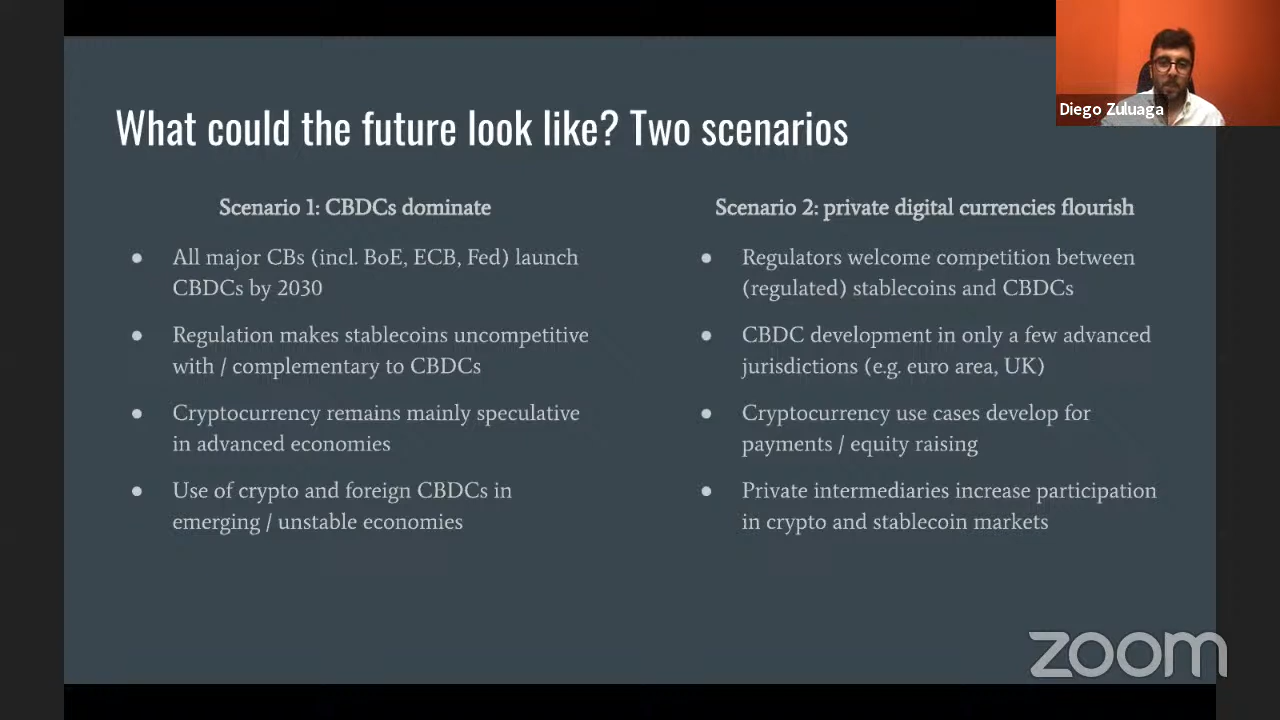 Diego Zuluaga
What could the future look like? Two scenarios
Scenario 1: CBDCs dominate
● All major CBs (incl. BoE, ECB, Fed) launch
CBDCs by 2030
● Regulation makes stablecoins uncompetitive
with / complementary to CBDCs
● Cryptocurrency remains mainly speculative
in advanced economies
● Use of crypto and foreign CBDCs in
emerging / unstable economies
Scenario 2: private digital currencies flourish
● Regulators welcome competition between
(regulated) stablecoins and CBDCs
● CBDC development in only a few advanced
jurisdictions (e.g. euro area, UK)
● Cryptocurrency use cases develop for
payments / equity raising
● Private intermediaries increase participation
in crypto and stablecoin markets
zoom